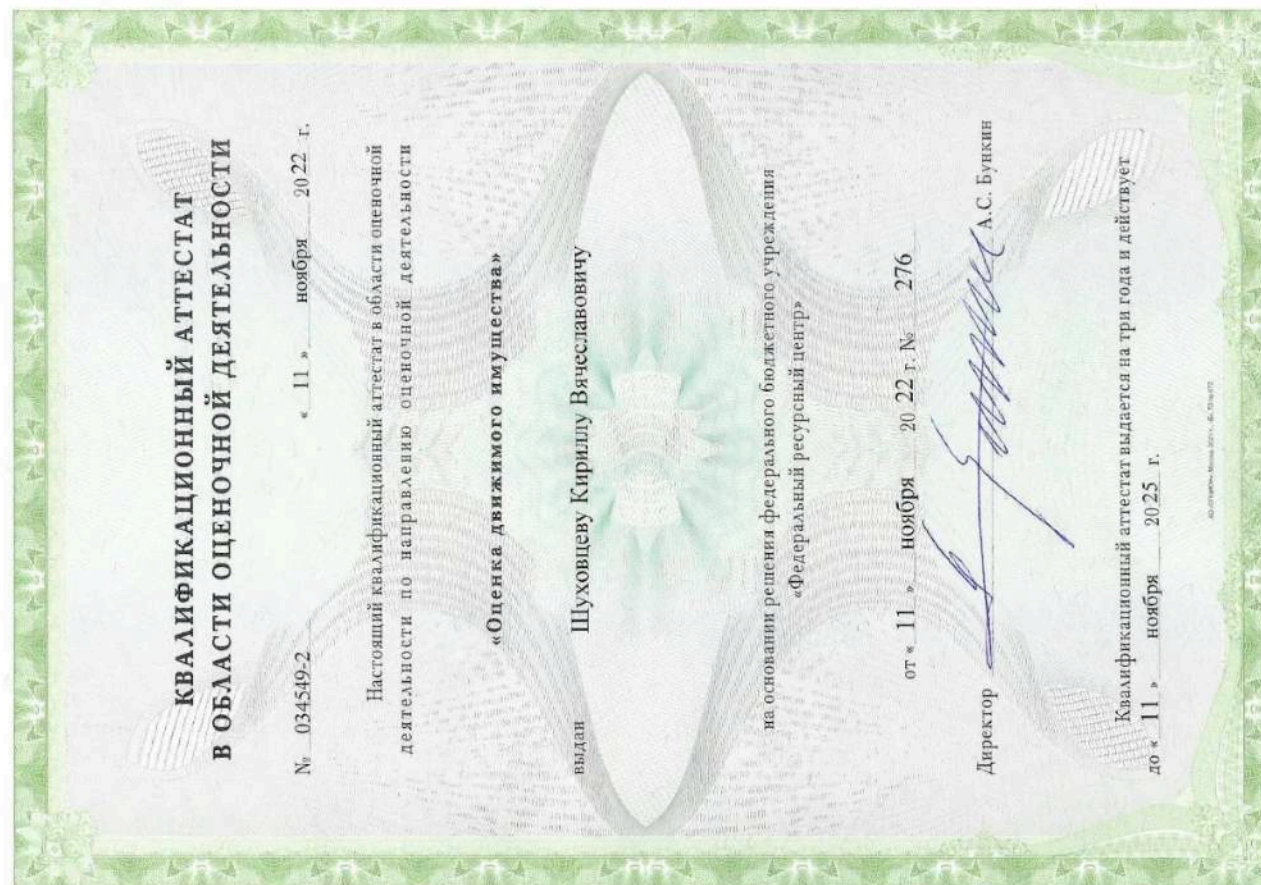 КВАЛИФИКАЦИОННЫЙ АТТЕСТАТ
В ОБЛАСТИ ОЦЕНОЧНОЙ ДЕЯТЕЛЬНОСТИ
№ 034549-2 « 11 » ноября 20 22 г.
Настоящий квалификационный аттестат в области оценочной
деятельности по направлению оценочной деятельности
«Оценка движимого имущества»
выдан Шуховцеву Кириллу Вячеславовичу
на основании решения федерального бюджетного учреждения
«Федеральный ресурсный центр»
от « 11 » ноября 20 22 г. № 276
Директор А.С. Бункин
Квалификационный аттестат выдается на три года и действует
до « 11 » ноября 20 25 г.